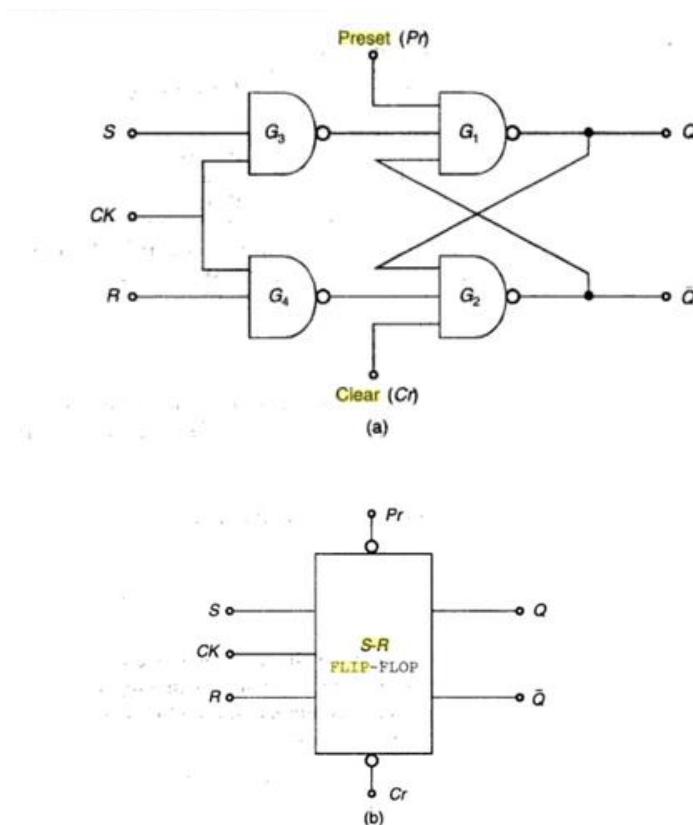 Preset (Pr)
S
G3
G1
Q
CK
R
G4
G2
Q̄
Clear (Cr)
(a)
Pr
S
Q
CK
S-R
FLIP-FLOP
R
Q̄
Cr
(b)